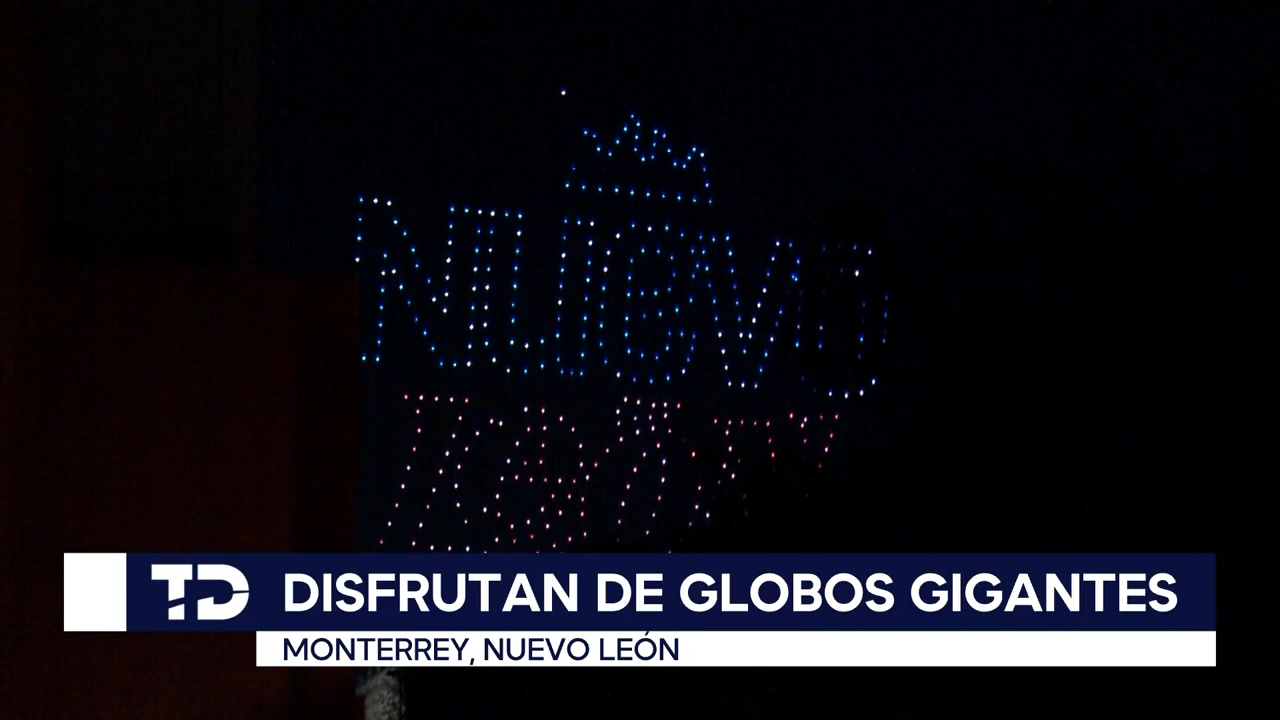 NUEVO
TD
DISFRUTAN DE GLOBOS GIGANTES
MONTERREY, NUEVO LEÓN